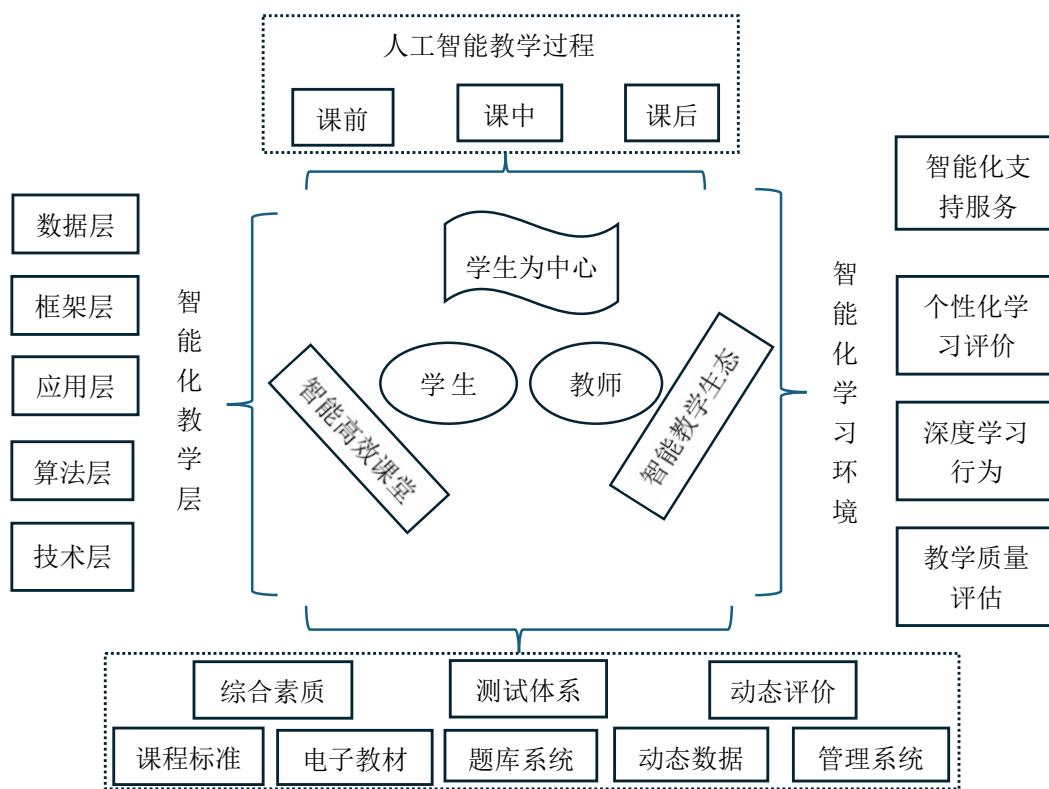 人工智能教学过程
课前
课中
课后
数据层
框架层
应用层
算法层
技术层
智能化教学层
学生为中心
学生
教师
智能高效课堂
智能教学生态
智能化学习环境
智能化支
持服务
个性化学
习评价
深度学习
行为
教学质量
评估
综合素质
测试体系
动态评价
课程标准
电子教材
题库系统
动态数据
管理系统